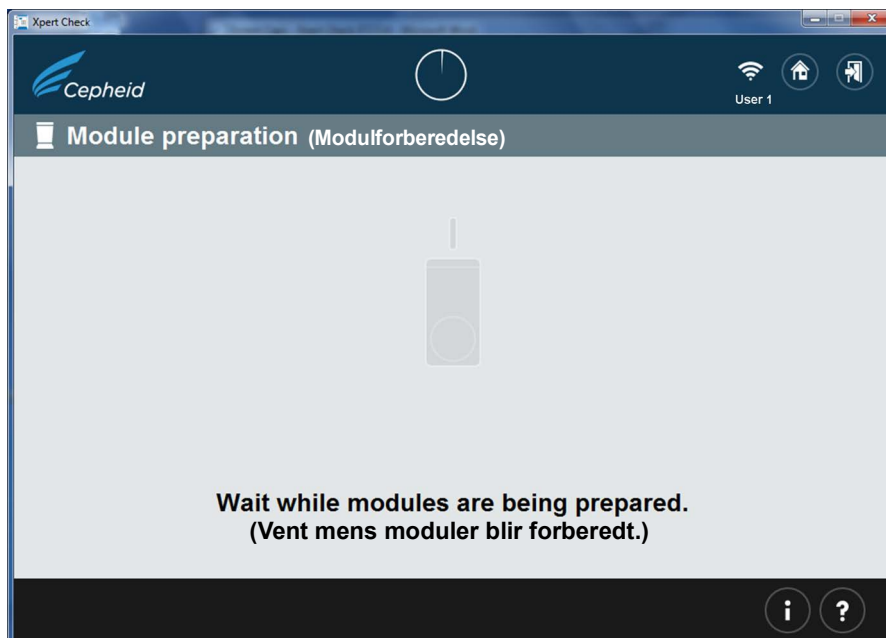 Xpert Check
Cepheid
User 1
Module preparation (Modulforberedelse)
Wait while modules are being prepared.
(Vent mens moduler blir forberedt.)
i ?